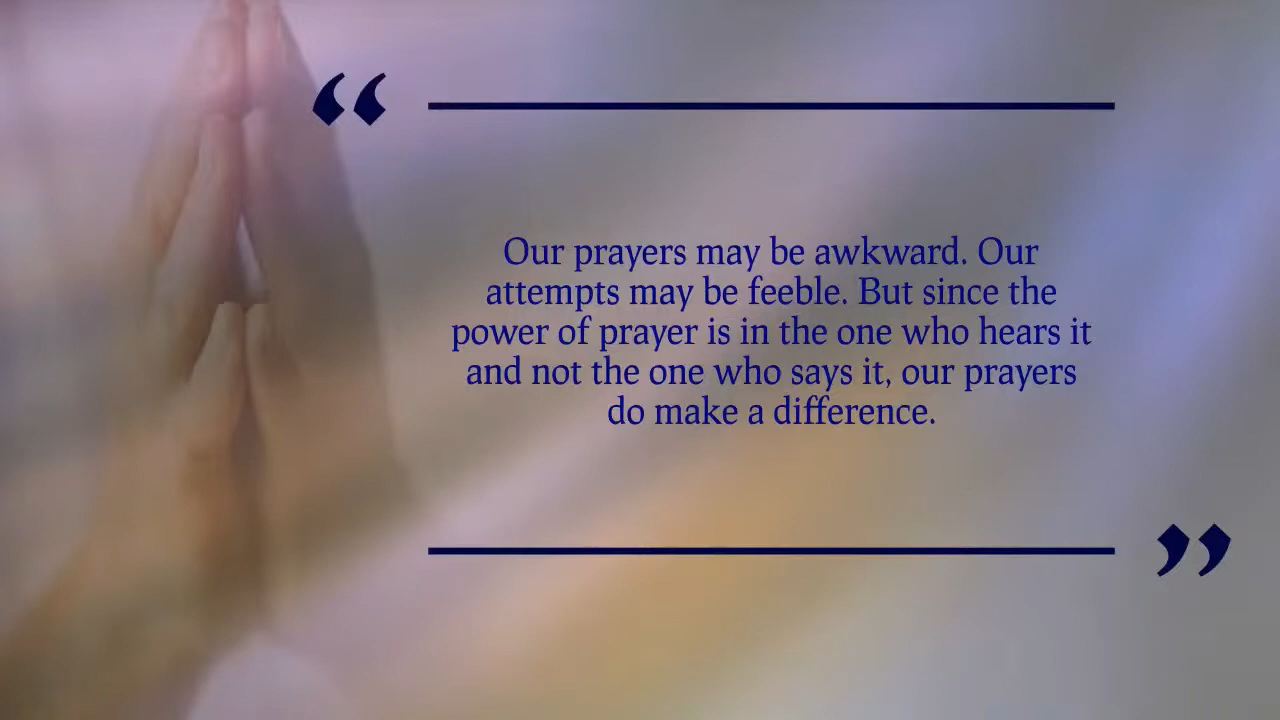 “
Our prayers may be awkward. Our
attempts may be feeble. But since the
power of prayer is in the one who hears it
and not the one who says it, our prayers
do make a difference.
”